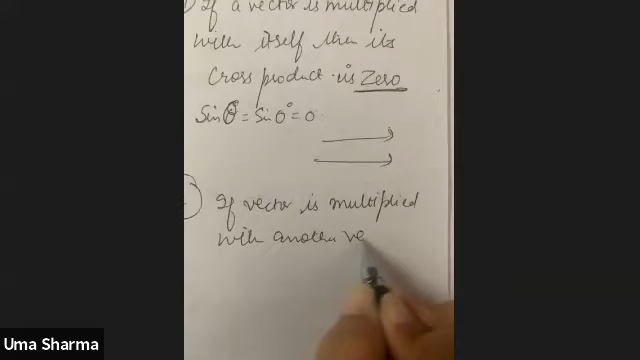 ) If a vector is multiplied
with itself then its
Cross product is Zero
Sin θ = Sin 0° = 0
If vector is multiplied
with another ve
Uma Sharma